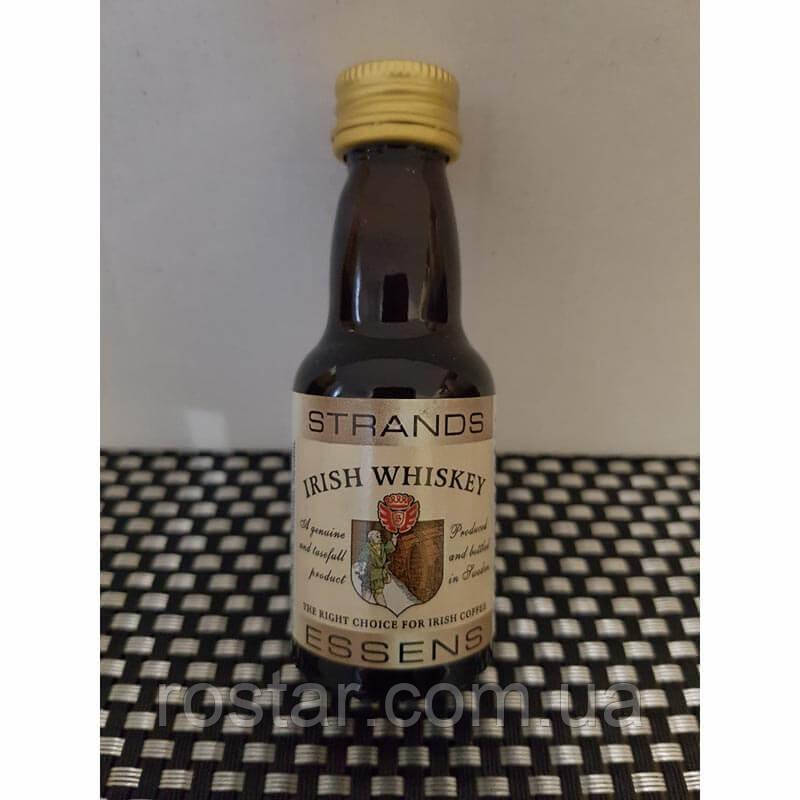 STRANDS
IRISH WHISKEY
A genuine
and tasefull
product
Produced
and bottled
in Sweden
THE RIGHT CHOICE FOR IRISH COFFEE
ESSENS
rostar.com.ua